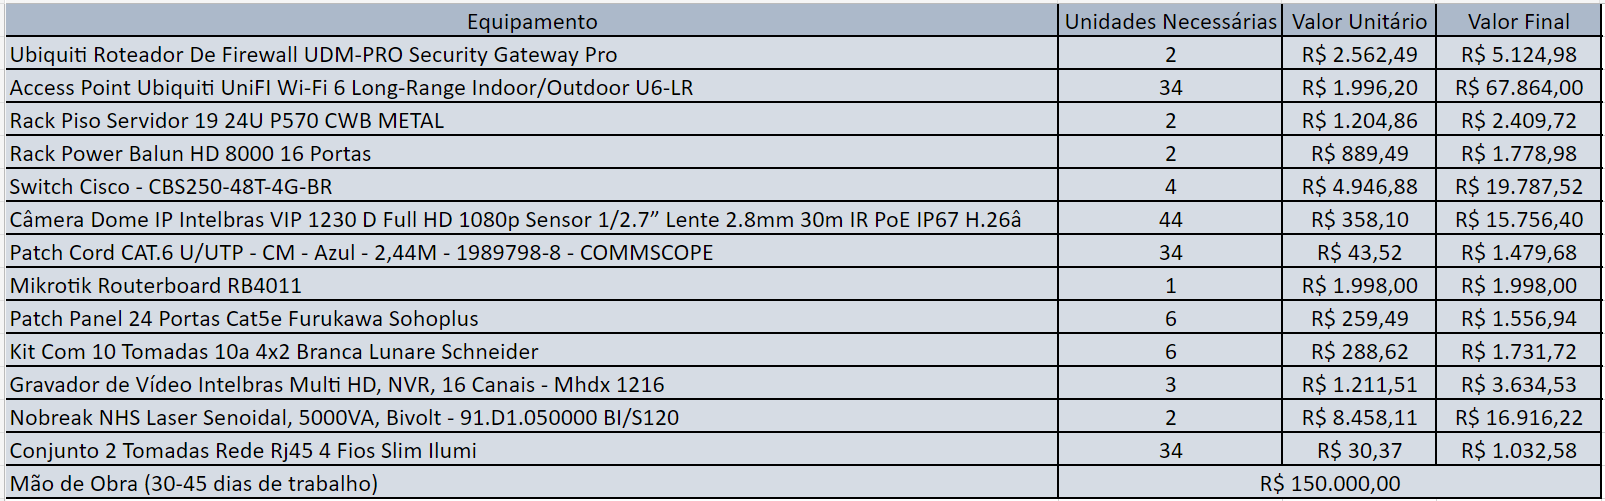 Equipamento Unidades Necessárias Valor Unitário Valor Final
Ubiquiti Roteador De Firewall UDM-PRO Security Gateway Pro 2 R$ 2.562,49 R$ 5.124,98
Access Point Ubiquiti UniFI Wi-Fi 6 Long-Range Indoor/Outdoor U6-LR 34 R$ 1.996,20 R$ 67.864,00
Rack Piso Servidor 19 24U P570 CWB METAL 2 R$ 1.204,86 R$ 2.409,72
Rack Power Balun HD 8000 16 Portas 2 R$ 889,49 R$ 1.778,98
Switch Cisco - CBS250-48T-4G-BR 4 R$ 4.946,88 R$ 19.787,52
Câmera Dome IP Intelbras VIP 1230 D Full HD 1080p Sensor 1/2.7” Lente 2.8mm 30m IR PoE IP67 H.26â 44 R$ 358,10 R$ 15.756,40
Patch Cord CAT.6 U/UTP - CM - Azul - 2,44M - 1989798-8 - COMMSCOPE 34 R$ 43,52 R$ 1.479,68
Mikrotik Routerboard RB4011 1 R$ 1.998,00 R$ 1.998,00
Patch Panel 24 Portas Cat5e Furukawa Sohoplus 6 R$ 259,49 R$ 1.556,94
Kit Com 10 Tomadas 10a 4x2 Branca Lunare Schneider 6 R$ 288,62 R$ 1.731,72
Gravador de Vídeo Intelbras Multi HD, NVR, 16 Canais - Mhdx 1216 3 R$ 1.211,51 R$ 3.634,53
Nobreak NHS Laser Senoidal, 5000VA, Bivolt - 91.D1.050000 BI/S120 2 R$ 8.458,11 R$ 16.916,22
Conjunto 2 Tomadas Rede Rj45 4 Fios Slim Ilumi 34 R$ 30,37 R$ 1.032,58
Mão de Obra (30-45 dias de trabalho) R$ 150.000,00